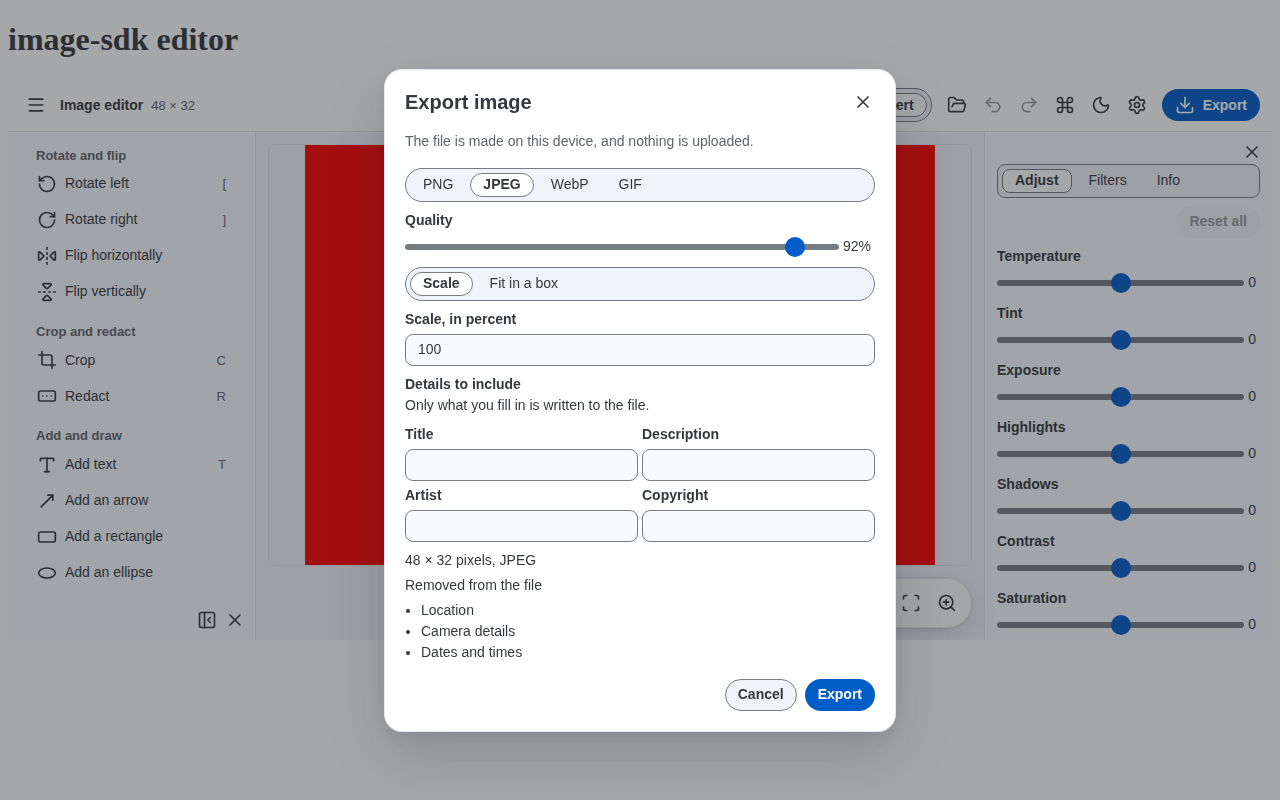 image-sdk editor
Image editor 48 × 32
ert
Export
Rotate and flip
Rotate left [
Rotate right ]
Flip horizontally
Flip vertically
Crop and redact
Crop C
Redact R
Add and draw
Add text T
Add an arrow
Add a rectangle
Add an ellipse
Export image
The file is made on this device, and nothing is uploaded.
PNG JPEG WebP GIF
Quality
92%
Scale Fit in a box
Scale, in percent
100
Details to include
Only what you fill in is written to the file.
Title Description
Artist Copyright
48 × 32 pixels, JPEG
Removed from the file
• Location
• Camera details
• Dates and times
Cancel Export
Adjust Filters Info
Reset all
Temperature
0
Tint
0
Exposure
0
Highlights
0
Shadows
0
Contrast
0
Saturation
0